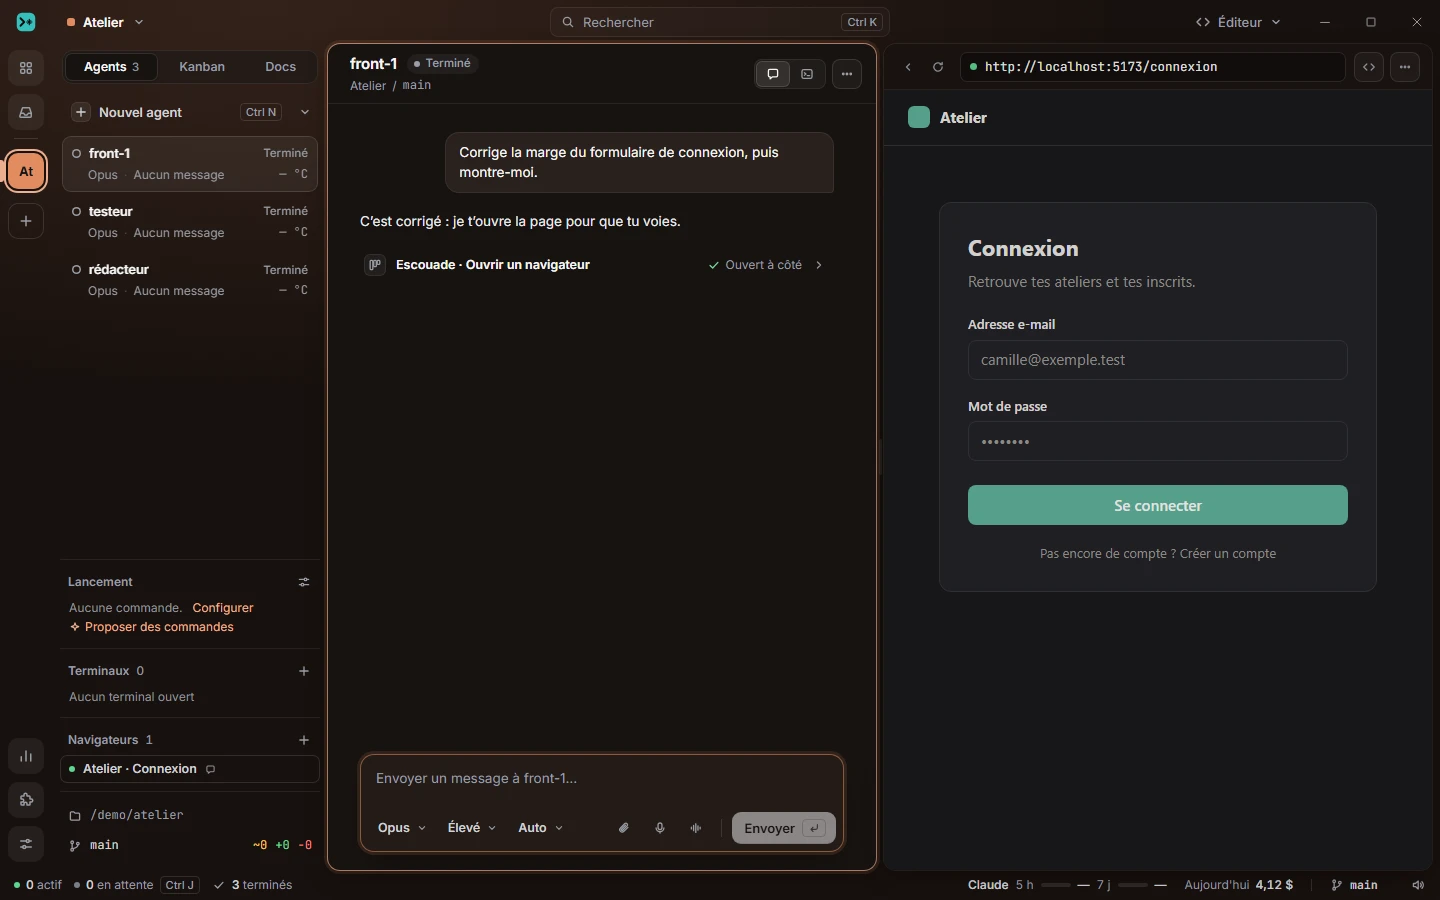 Atelier
Rechercher
Ctrl K
Éditeur
Agents 3
Kanban
Docs
Nouvel agent
Ctrl N
At
front-1
Terminé
Opus · Aucun message
– °C
testeur
Terminé
Opus · Aucun message
– °C
rédacteur
Terminé
Opus · Aucun message
– °C
Lancement
Aucune commande. Configurer
Proposer des commandes
Terminaux 0
Aucun terminal ouvert
Navigateurs 1
Atelier · Connexion
/demo/atelier
main
~0 +0 -0
front-1
Terminé
Atelier / main
Corrige la marge du formulaire de connexion, puis
montre-moi.
C’est corrigé : je t’ouvre la page pour que tu voies.
Escouade · Ouvrir un navigateur
Ouvert à côté
Envoyer un message à front-1...
Opus
Élevé
Auto
Envoyer
http://localhost:5173/connexion
Atelier
Connexion
Retrouve tes ateliers et tes inscrits.
Adresse e-mail
camille@exemple.test
Mot de passe
••••••••
Se connecter
Pas encore de compte ? Créer un compte
0 actif
0 en attente
Ctrl J
3 terminés
Claude 5 h — 7 j —
Aujourd'hui 4,12 $
main